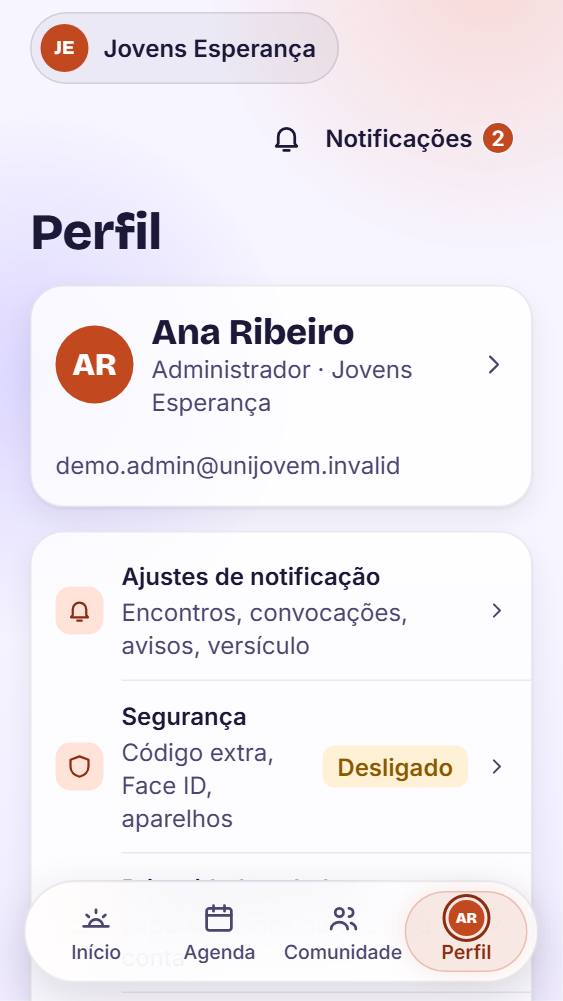 JE Jovens Esperança
Notificações 2
Perfil
AR
Ana Ribeiro
Administrador · Jovens
Esperança
demo.admin@unijovem.invalid
Ajustes de notificação
Encontros, convocações,
avisos, versículo
Segurança
Código extra,
Face ID,
aparelhos
Desligado
Início
Agenda
Comunidade
AR
Perfil